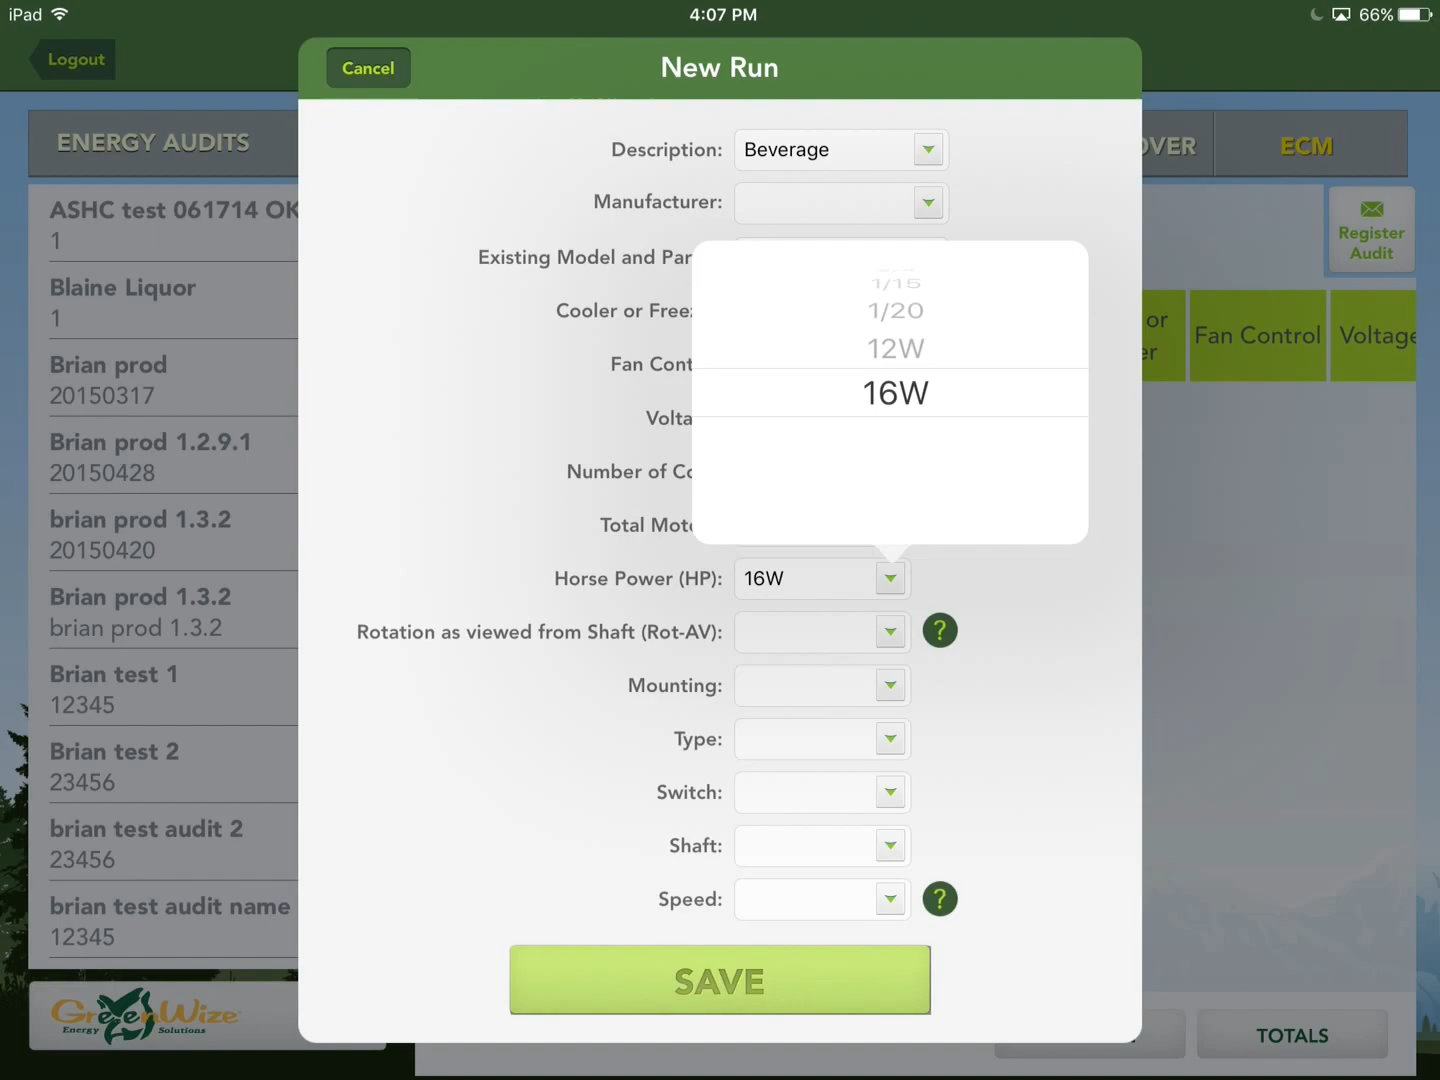 iPad
4:07 PM
66%
Logout
Cancel
New Run
ENERGY AUDITS
OVER
ECM
ASHC test 061714 OK
1
Blaine Liquor
1
Brian prod
20150317
Brian prod 1.2.9.1
20150428
brian prod 1.3.2
20150420
Brian prod 1.3.2
brian prod 1.3.2
Brian test 1
12345
Brian test 2
23456
brian test audit 2
23456
brian test audit name
12345
GreenWize
Energy Solutions
Description: Beverage
Manufacturer:
Existing Model and Par
Cooler or Free
Fan Cont
Volta
Number of Co
Total Moto
Horse Power (HP): 16W
Rotation as viewed from Shaft (Rot-AV): ?
Mounting:
Type:
Switch:
Shaft:
Speed: ?
SAVE
1/15
1/20
12W
16W
Register
Audit
or
er
Fan Control
Voltage
TOTALS